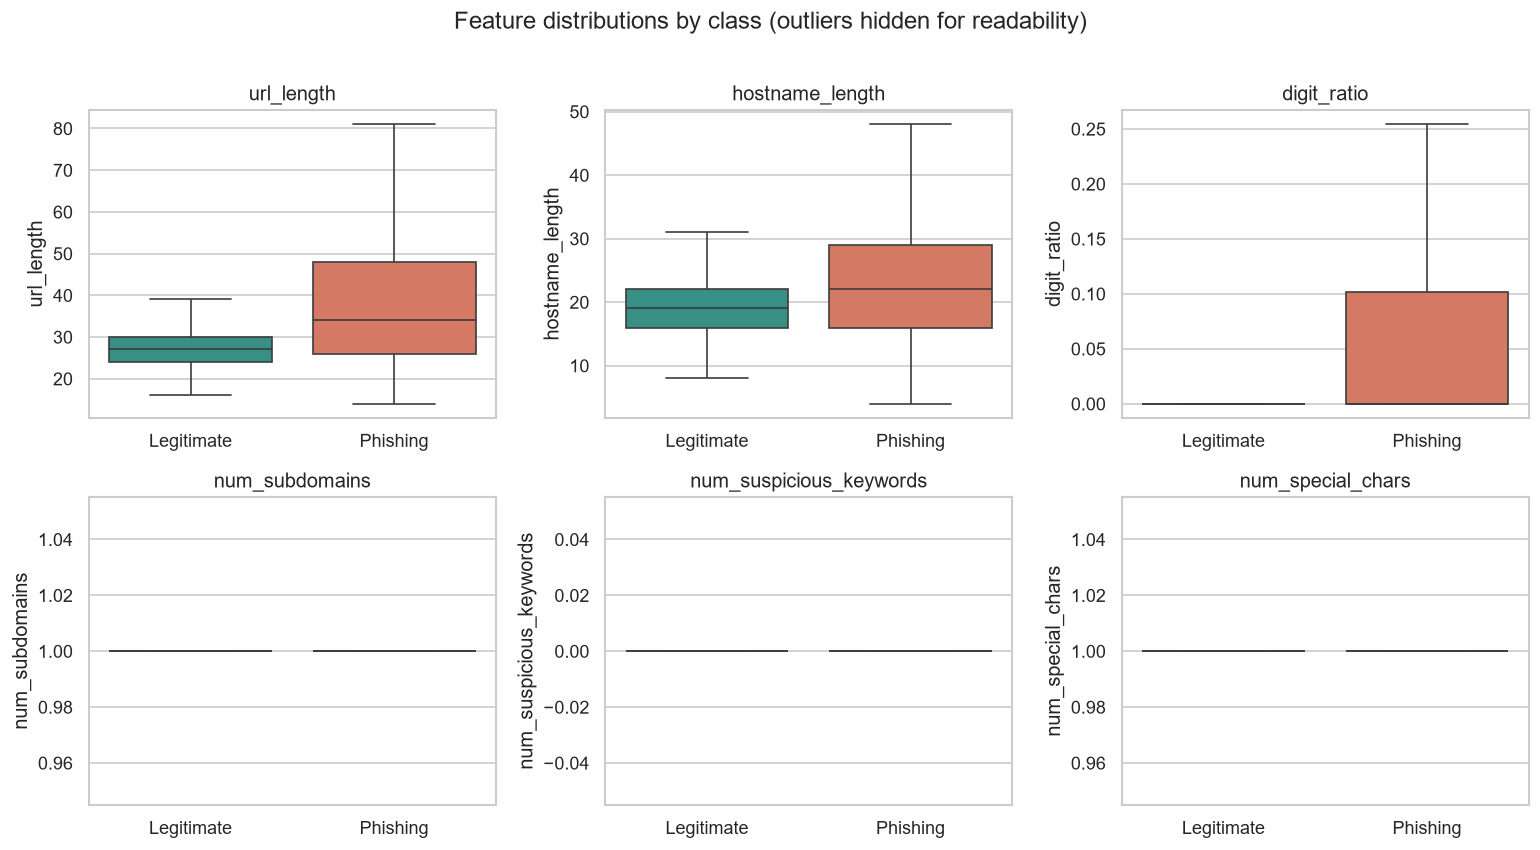 Feature distributions by class (outliers hidden for readability)
url_length
hostname_length
digit_ratio
url_length
80
70
60
50
40
30
20
Legitimate
Phishing
hostname_length
50
40
30
20
10
Legitimate
Phishing
digit_ratio
0.25
0.20
0.15
0.10
0.05
0.00
Legitimate
Phishing
num_subdomains
num_suspicious_keywords
num_special_chars
num_subdomains
1.04
1.02
1.00
0.98
0.96
Legitimate
Phishing
num_suspicious_keywords
0.04
0.02
0.00
−0.02
−0.04
Legitimate
Phishing
num_special_chars
1.04
1.02
1.00
0.98
0.96
Legitimate
Phishing